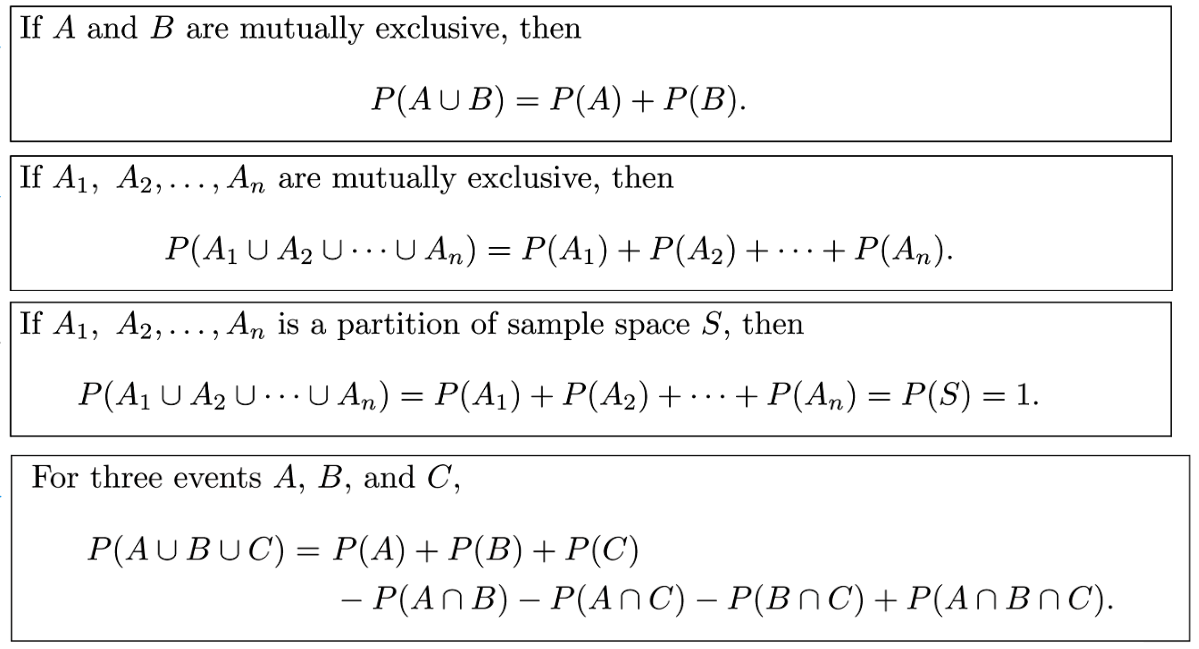 If A and B are mutually exclusive, then
P(A ∪ B) = P(A) + P(B).
If A₁, A₂, . . . , Aₙ are mutually exclusive, then
P(A₁ ∪ A₂ ∪ · · · ∪ Aₙ) = P(A₁) + P(A₂) + · · · + P(Aₙ).
If A₁, A₂, . . . , Aₙ is a partition of sample space S, then
P(A₁ ∪ A₂ ∪ · · · ∪ Aₙ) = P(A₁) + P(A₂) + · · · + P(Aₙ) = P(S) = 1.
For three events A, B, and C,
P(A ∪ B ∪ C) = P(A) + P(B) + P(C)
− P(A ∩ B) − P(A ∩ C) − P(B ∩ C) + P(A ∩ B ∩ C).